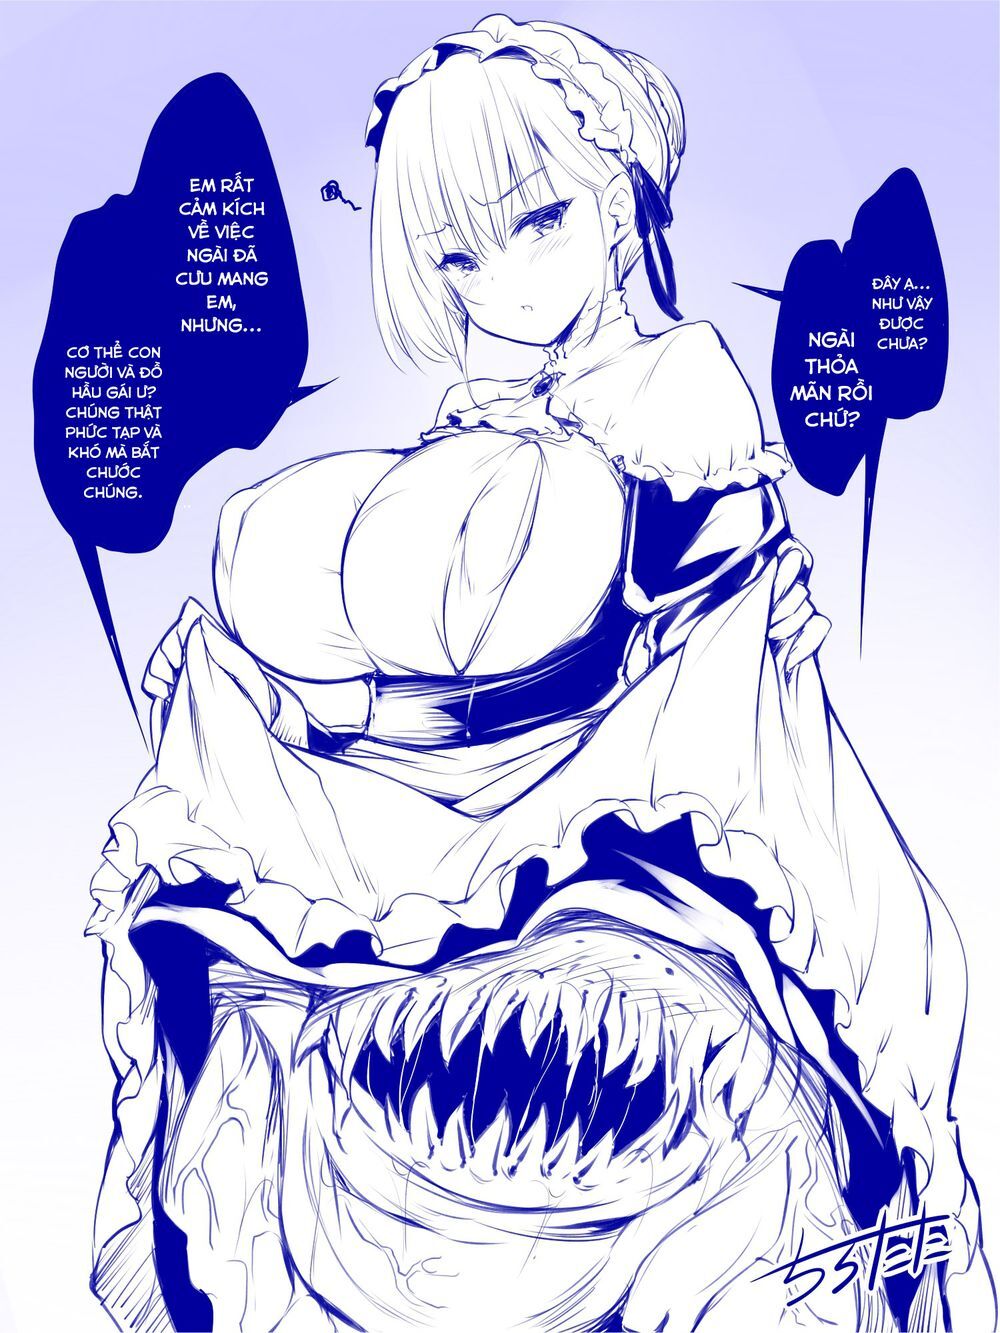 ĐÂY Ạ...
NHƯ VẬY
ĐƯỢC
CHƯA?
NGÀI
THỎA
MÃN RỒI
CHỨ?
EM RẤT
CẢM KÍCH
VỀ VIỆC
NGÀI ĐÃ
CƯU MANG
EM,
NHƯNG...
CƠ THỂ CON
NGƯỜI VÀ ĐỒ
HẦU GÁI Ư?
CHÚNG THẬT
PHỨC TẠP VÀ
KHÓ MÀ BẮT
CHƯỚC
CHÚNG.